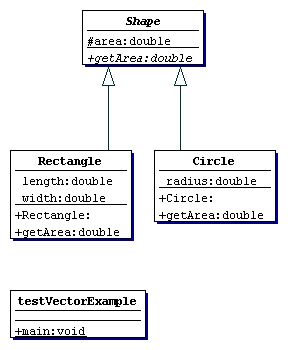 Shape
#area:double
+getArea:double
Rectangle
length:double
width:double
+Rectangle:
+getArea:double
Circle
radius:double
+Circle:
+getArea:double
testVectorExample
+main:void